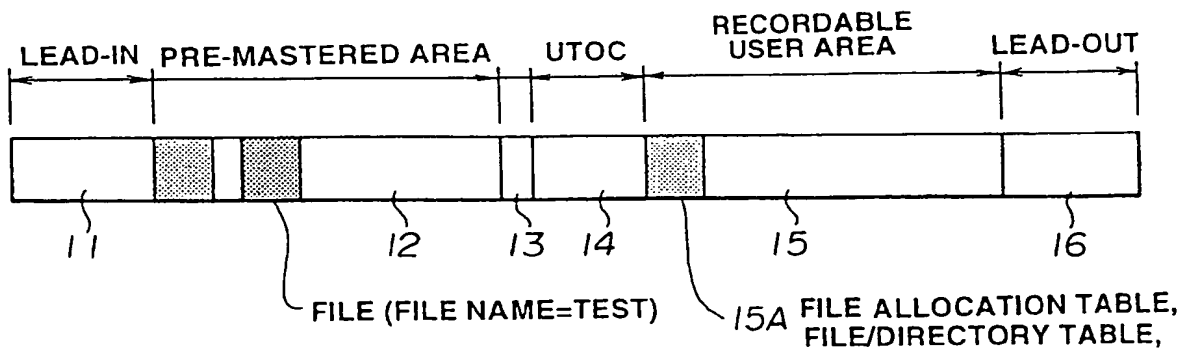 RECORDABLE
USER AREA
LEAD-IN PRE-MASTERED AREA UTOC LEAD-OUT
11 12 13 14 15 16
FILE (FILE NAME=TEST)
15A FILE ALLOCATION TABLE,
FILE/DIRECTORY TABLE,